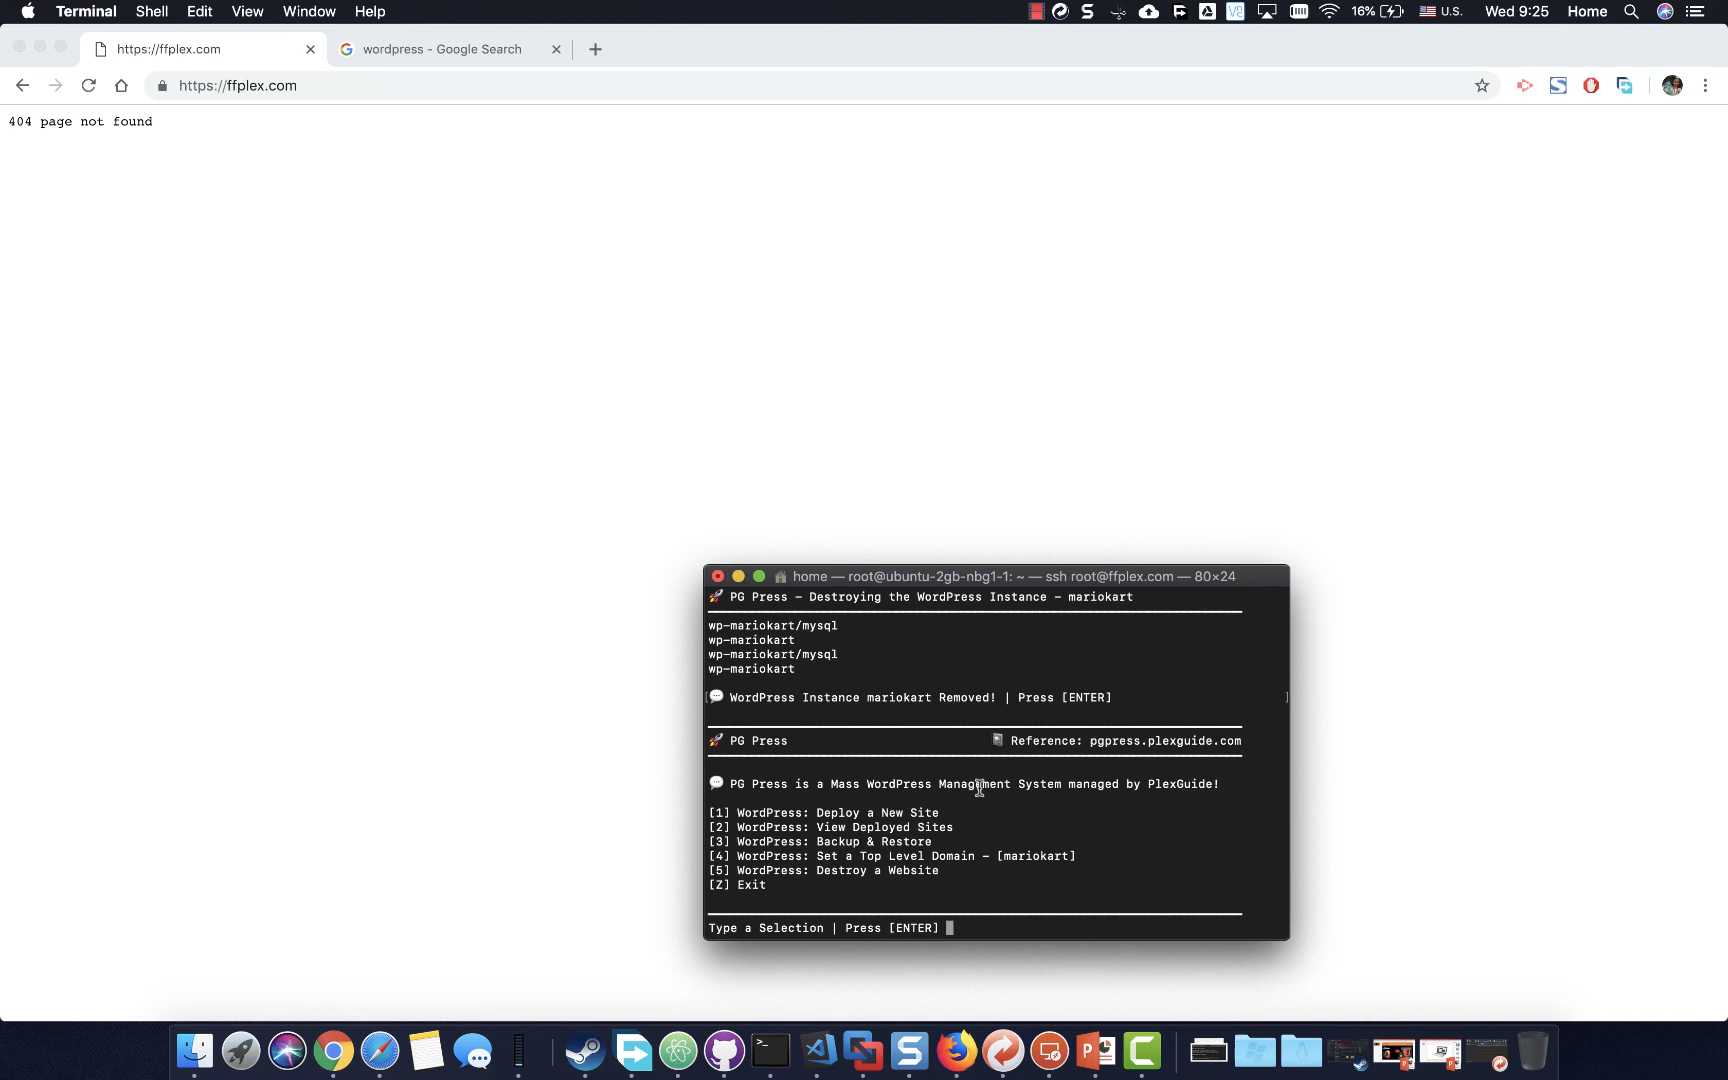 Terminal Shell Edit View Window Help 16% U.S. Wed 9:25 Home
https://ffplex.com wordpress - Google Search
https://ffplex.com
404 page not found
home — root@ubuntu-2gb-nbg1-1: ~ — ssh root@ffplex.com — 80×24
PG Press - Destroying the WordPress Instance - mariokart
wp-mariokart/mysql
wp-mariokart
wp-mariokart/mysql
wp-mariokart
[ WordPress Instance mariokart Removed! | Press [ENTER] ]
PG Press Reference: pgpress.plexguide.com
PG Press is a Mass WordPress Management System managed by PlexGuide!
[1] WordPress: Deploy a New Site
[2] WordPress: View Deployed Sites
[3] WordPress: Backup & Restore
[4] WordPress: Set a Top Level Domain - [mariokart]
[5] WordPress: Destroy a Website
[Z] Exit
Type a Selection | Press [ENTER]